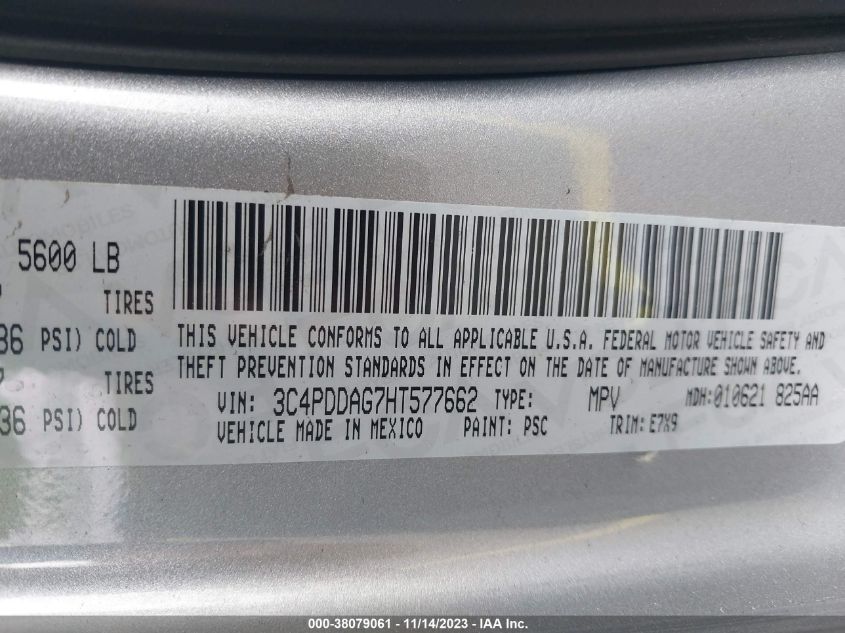 5600 LB
TIRES
36 PSI) COLD
TIRES
36 PSI) COLD
THIS VEHICLE CONFORMS TO ALL APPLICABLE U.S.A. FEDERAL MOTOR VEHICLE SAFETY AND
THEFT PREVENTION STANDARDS IN EFFECT ON THE DATE OF MANUFACTURE SHOWN ABOVE.
VIN: 3C4PDDAG7HT577662 TYPE: MPV MDH:010621 825AA
VEHICLE MADE IN MEXICO PAINT: PSC TRIM: E7X9
000-38079061 - 11/14/2023 - IAA Inc.